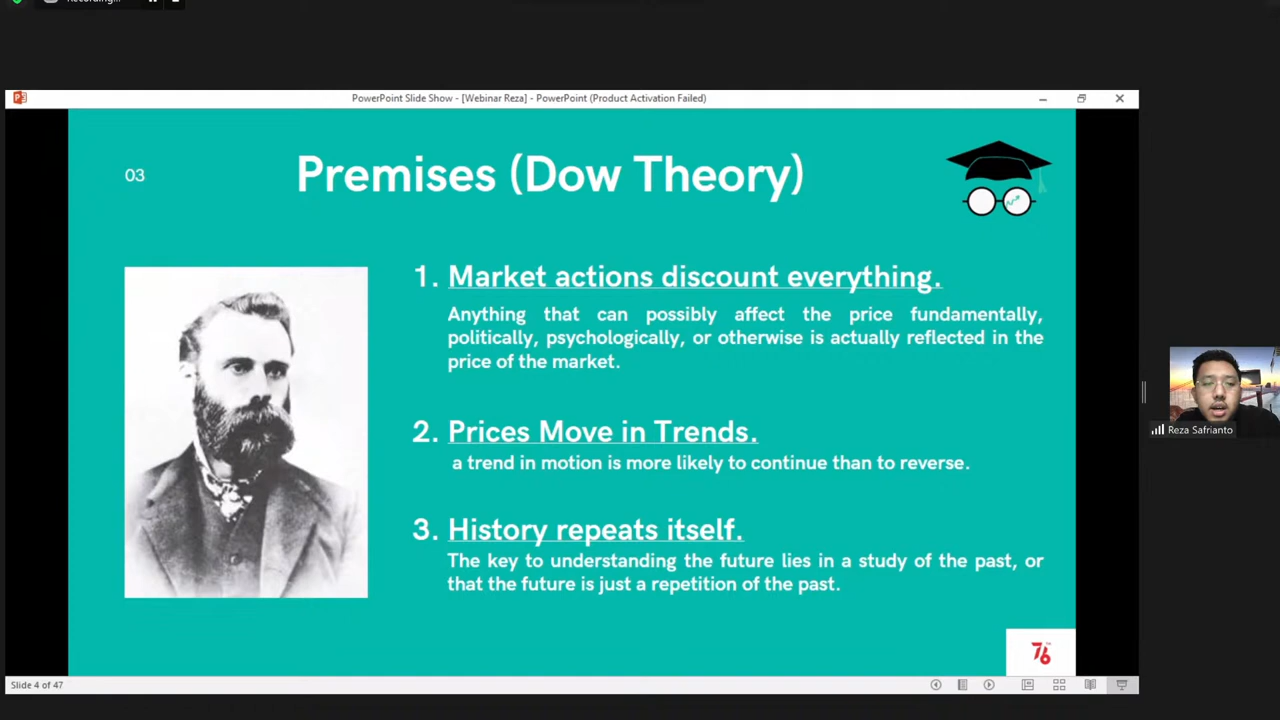 Recording...
PowerPoint Slide Show - [Webinar Reza] - PowerPoint (Product Activation Failed)
03
Premises (Dow Theory)
1. Market actions discount everything.
Anything that can possibly affect the price fundamentally,
politically, psychologically, or otherwise is actually reflected in the
price of the market.
2. Prices Move in Trends.
a trend in motion is more likely to continue than to reverse.
3. History repeats itself.
The key to understanding the future lies in a study of the past, or
that the future is just a repetition of the past.
76
Reza Safrianto
Slide 4 of 47